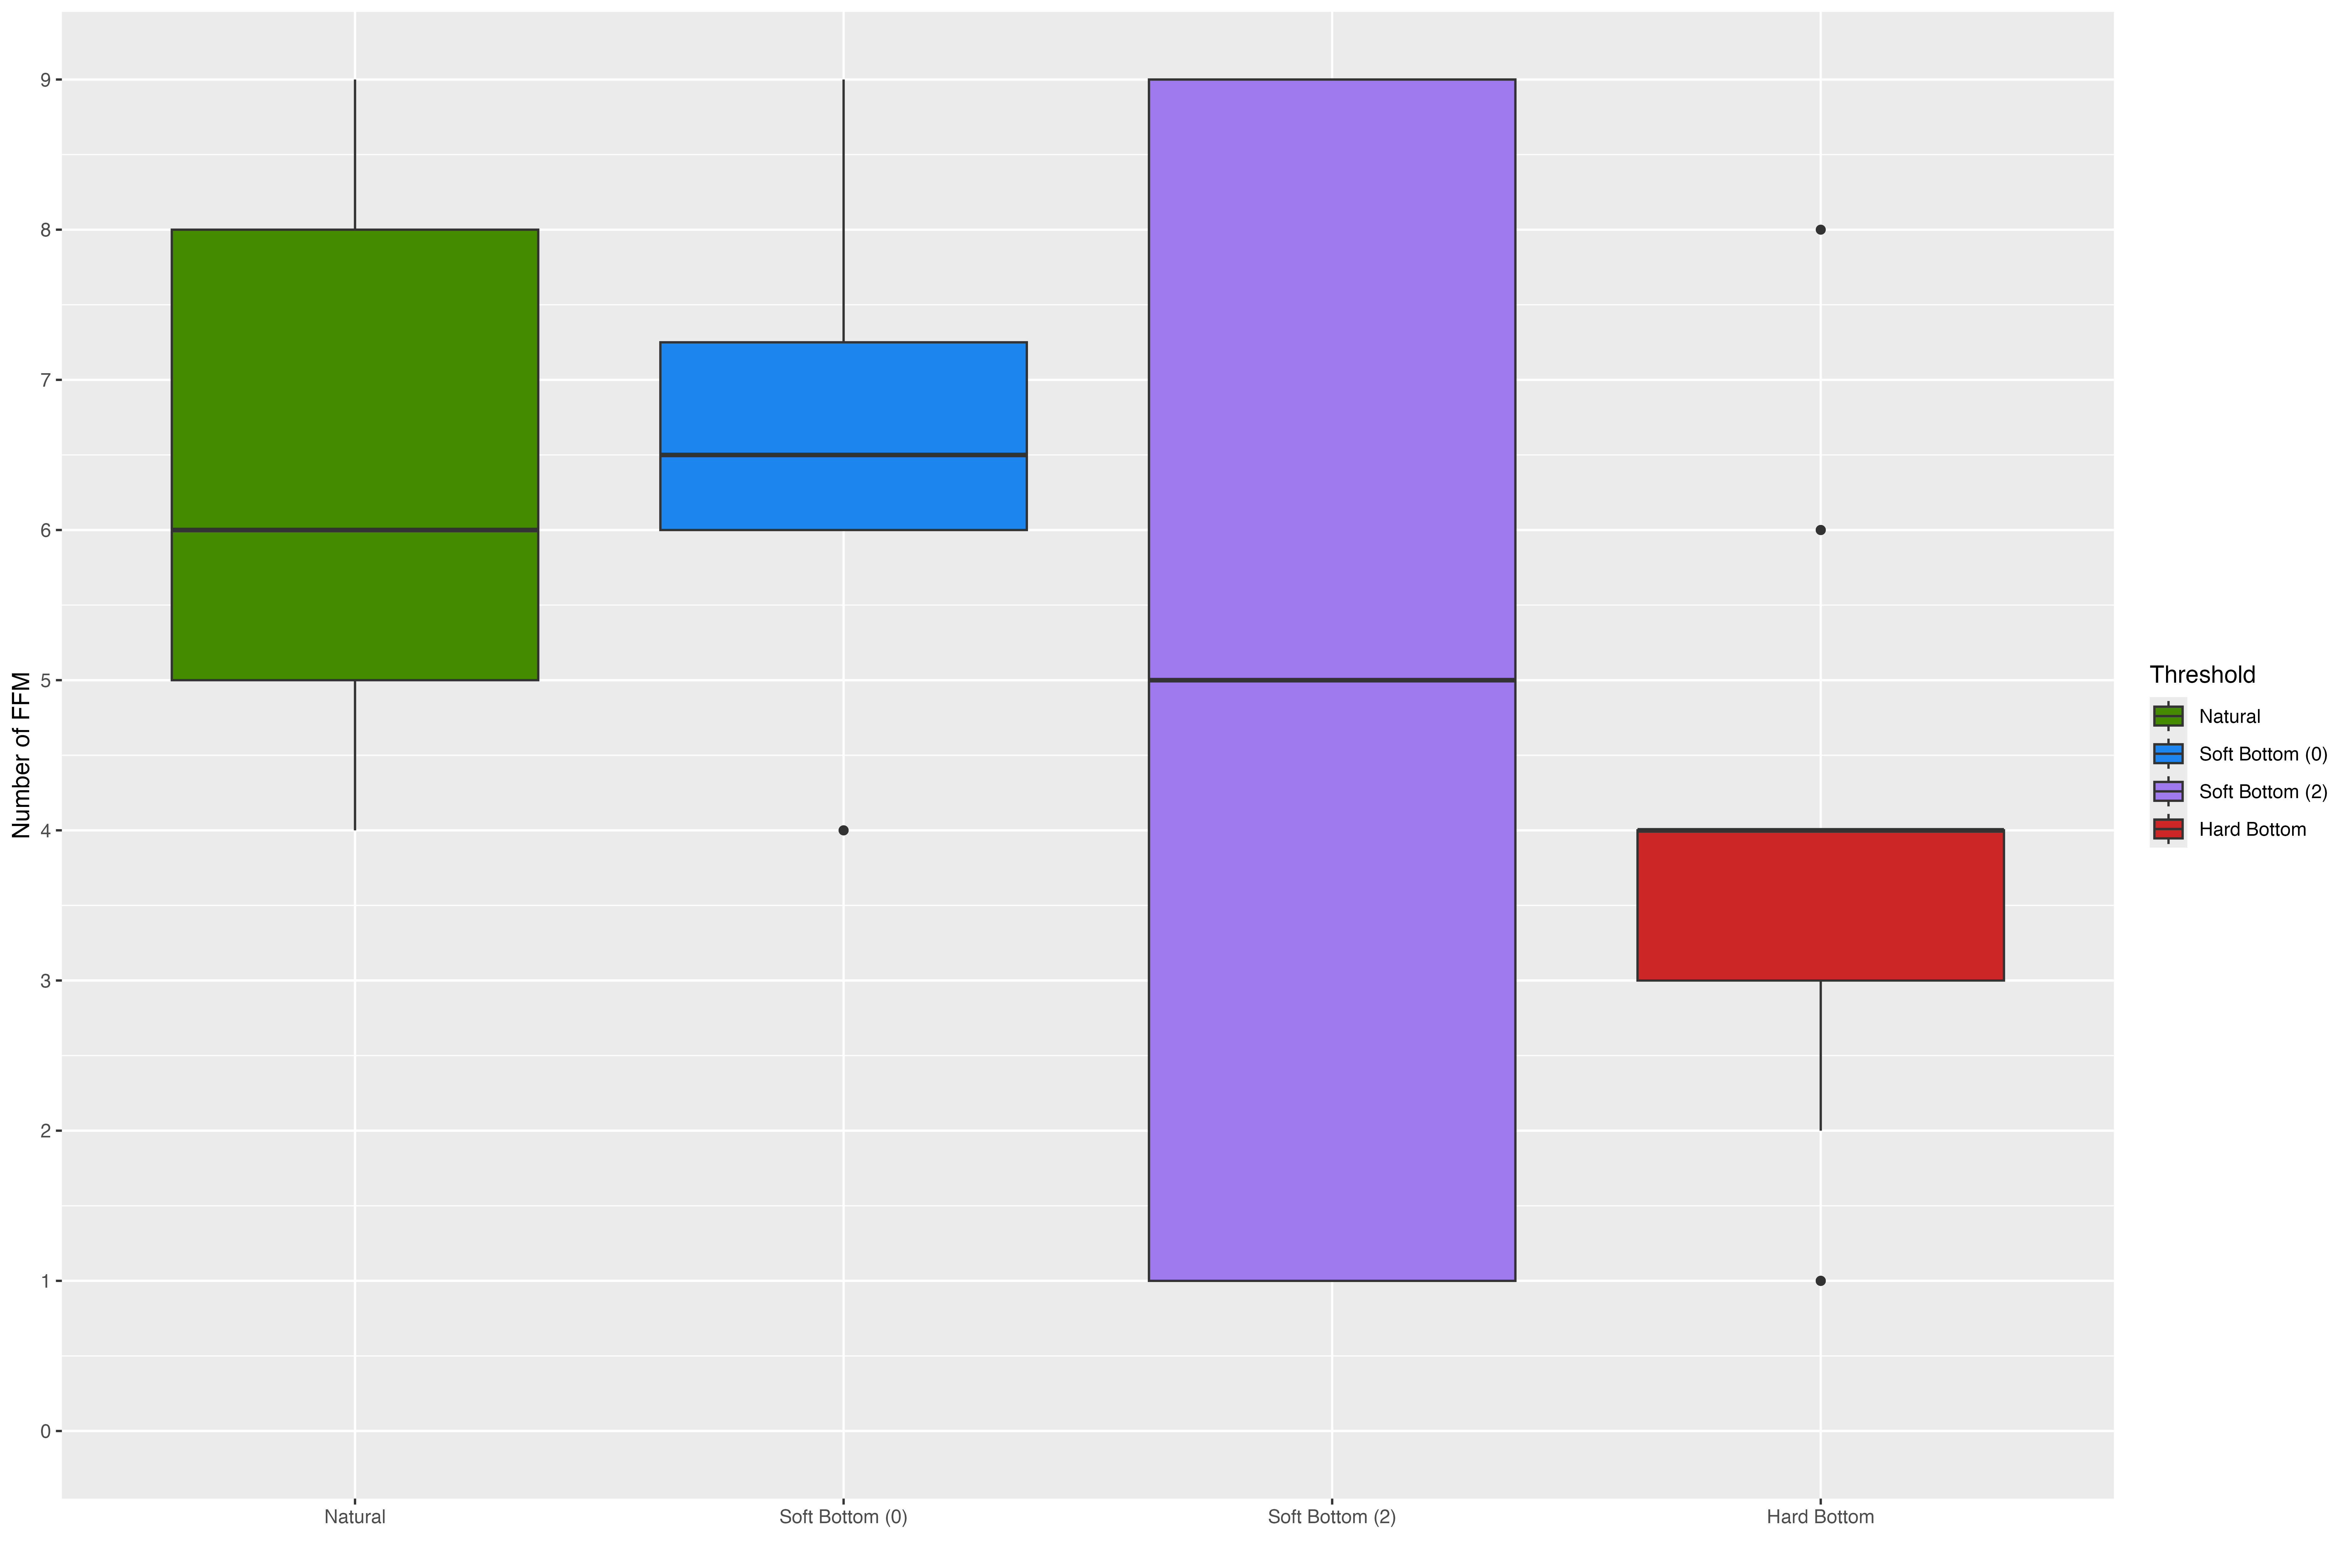 Number of FFM
9
8
7
6
5
4
3
2
1
0
Natural
Soft Bottom (0)
Soft Bottom (2)
Hard Bottom
Threshold
Natural
Soft Bottom (0)
Soft Bottom (2)
Hard Bottom